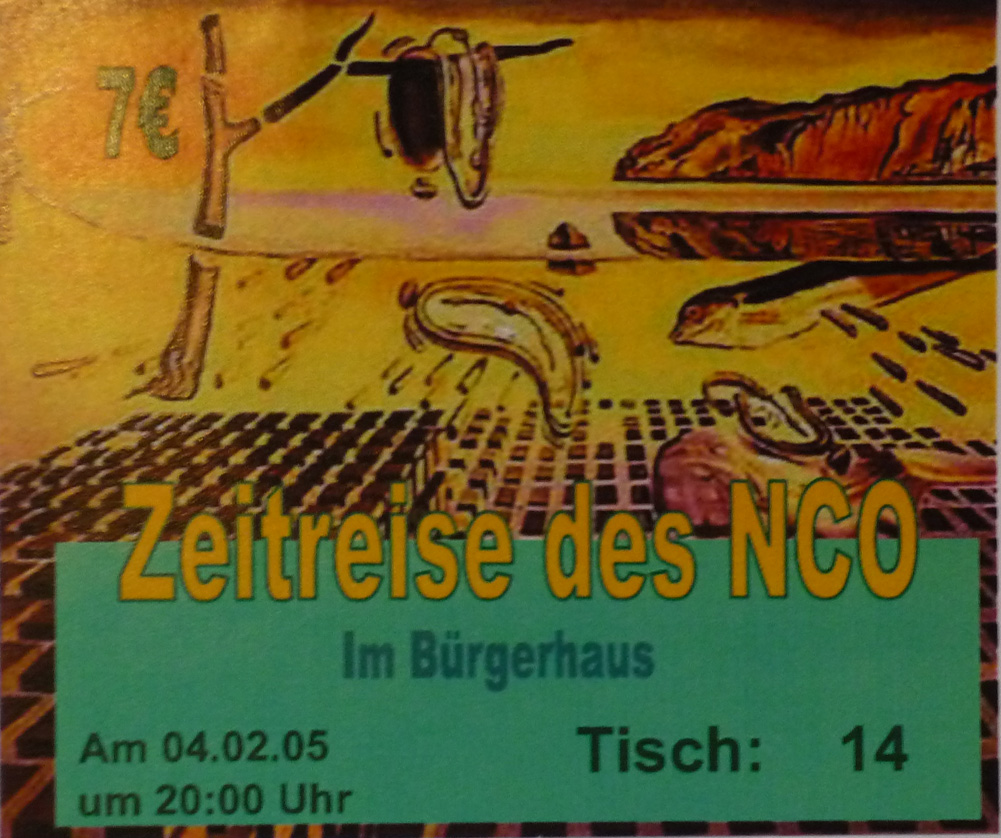 7€
Zeitreise des NCO
Im Bürgerhaus
Am 04.02.05
um 20:00 Uhr
Tisch: 14